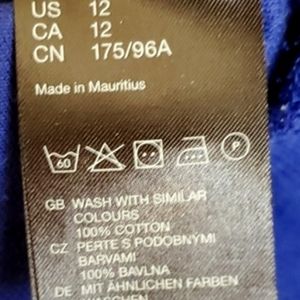 US 12
CA 12
CN 175/96A
Made in Mauritius
60 P
GB WASH WITH SIMILAR
COLOURS
100% COTTON
CZ PERTE S PODOBNÝMI
BARVAMI
100% BAVLNA
DE MIT ÄHNLICHEN FARBEN
WASCHEN